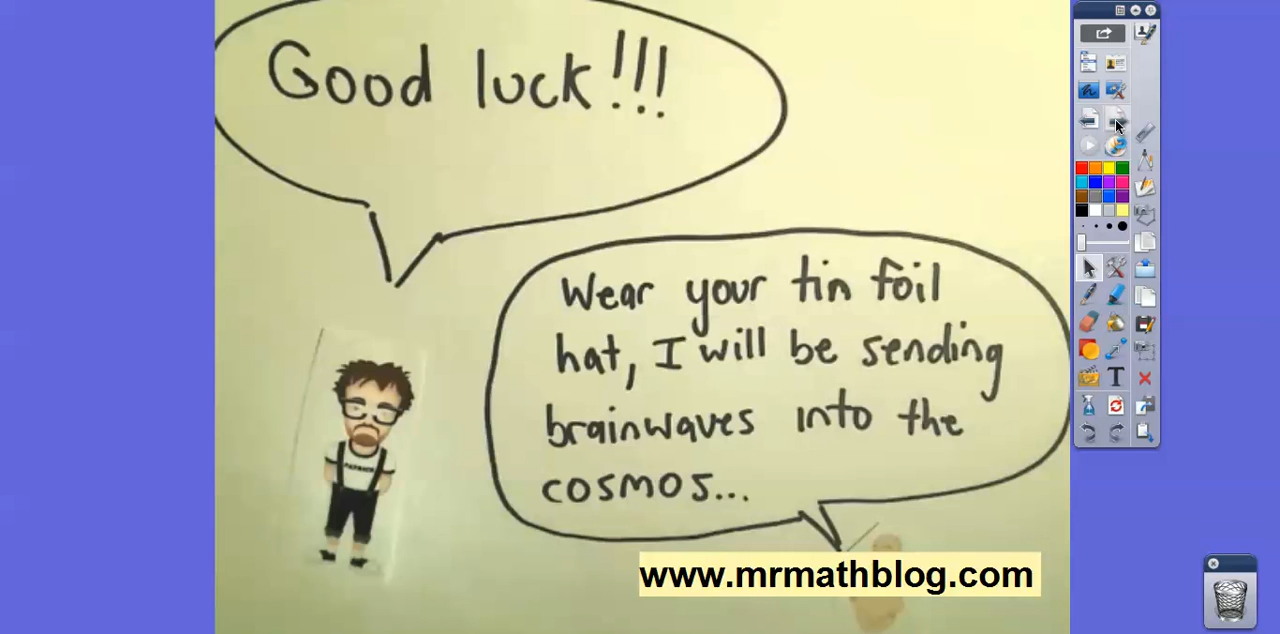 Good luck!!!
Wear your tin foil
hat, I will be sending
brainwaves into the
cosmos...
www.mrmathblog.com